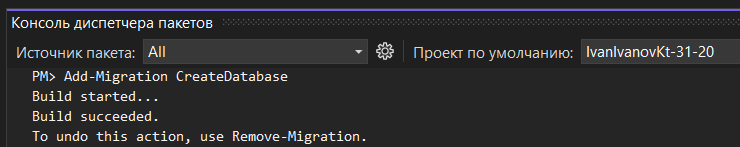 Консоль диспетчера пакетов
Источник пакета: All Проект по умолчанию: IvanIvanovKt-31-20
PM> Add-Migration CreateDatabase
Build started...
Build succeeded.
To undo this action, use Remove-Migration.